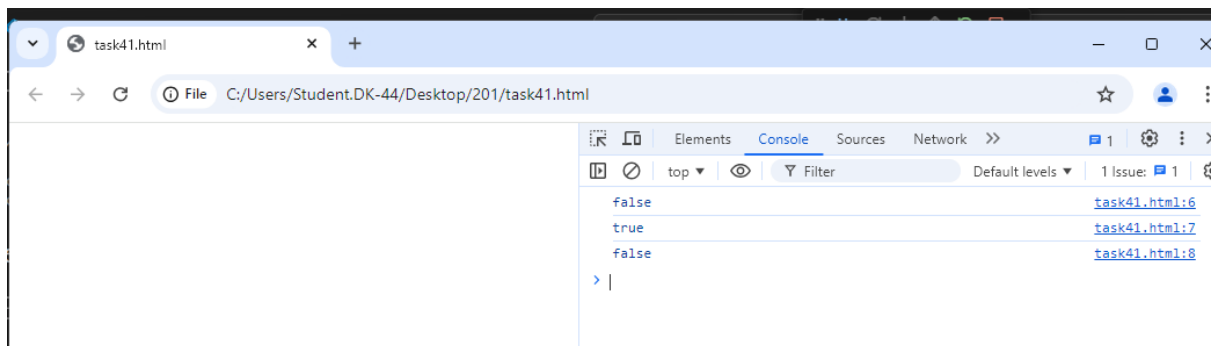 task41.html
File C:/Users/Student.DK-44/Desktop/201/task41.html
Elements Console Sources Network 1
top Filter Default levels 1 Issue: 1
false task41.html:6
true task41.html:7
false task41.html:8